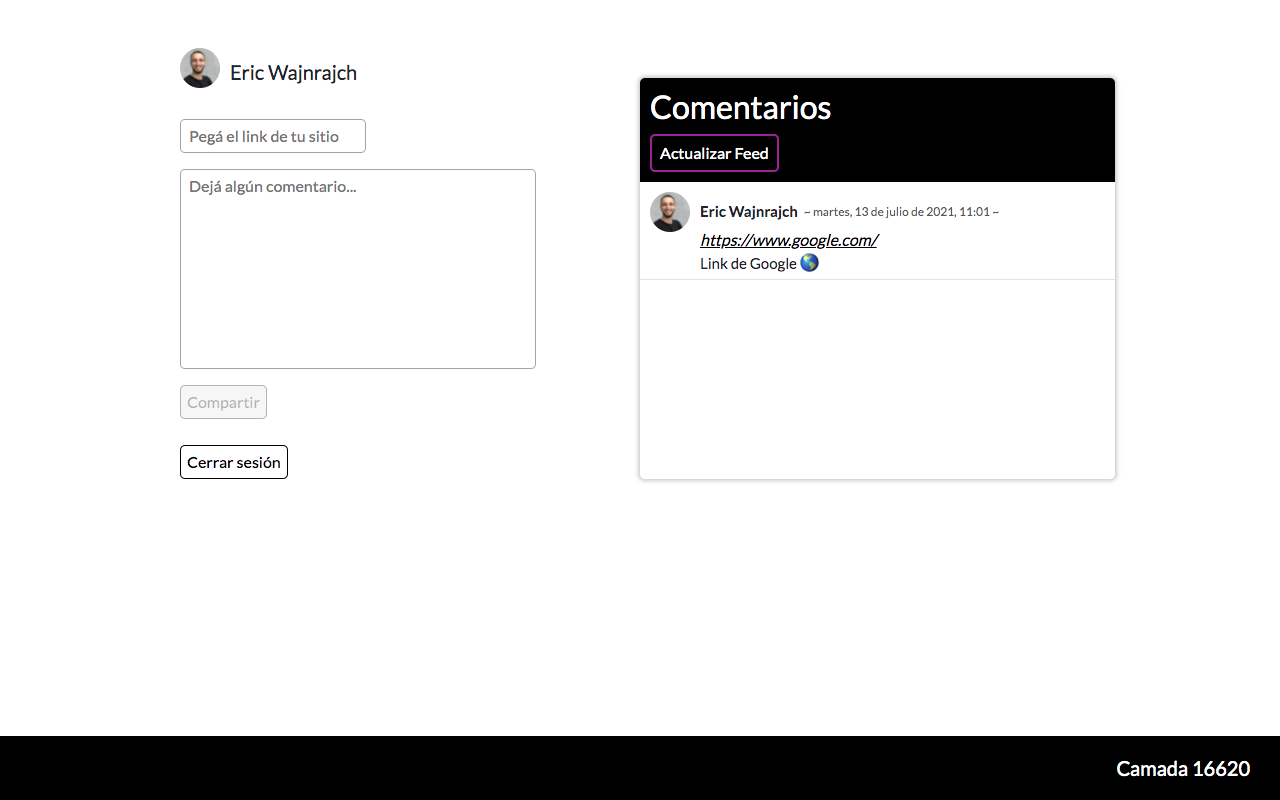 Eric Wajnrajch
Pegá el link de tu sitio
Dejá algún comentario...
Compartir
Cerrar sesión
Comentarios
Actualizar Feed
Eric Wajnrajch ~ martes, 13 de julio de 2021, 11:01 ~
https://www.google.com/
Link de Google 🌎
Camada 16620